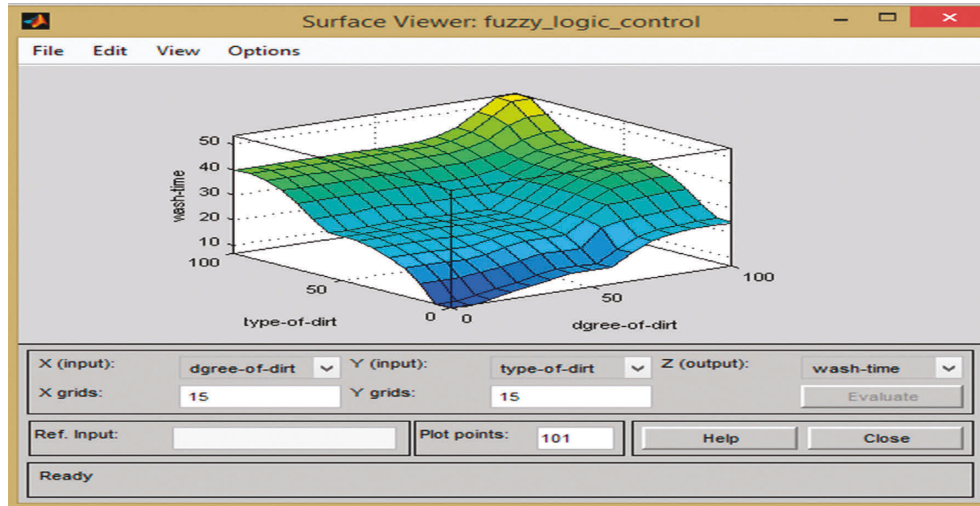 Surface Viewer: fuzzy_logic_control
File Edit View Options
50
40
30
20
10
wash-time
100
50
0
type-of-dirt
0
50
100
dgree-of-dirt
X (input): dgree-of-dirt Y (input): type-of-dirt Z (output): wash-time
X grids: 15 Y grids: 15 Evaluate
Ref. Input: Plot points: 101 Help Close
Ready